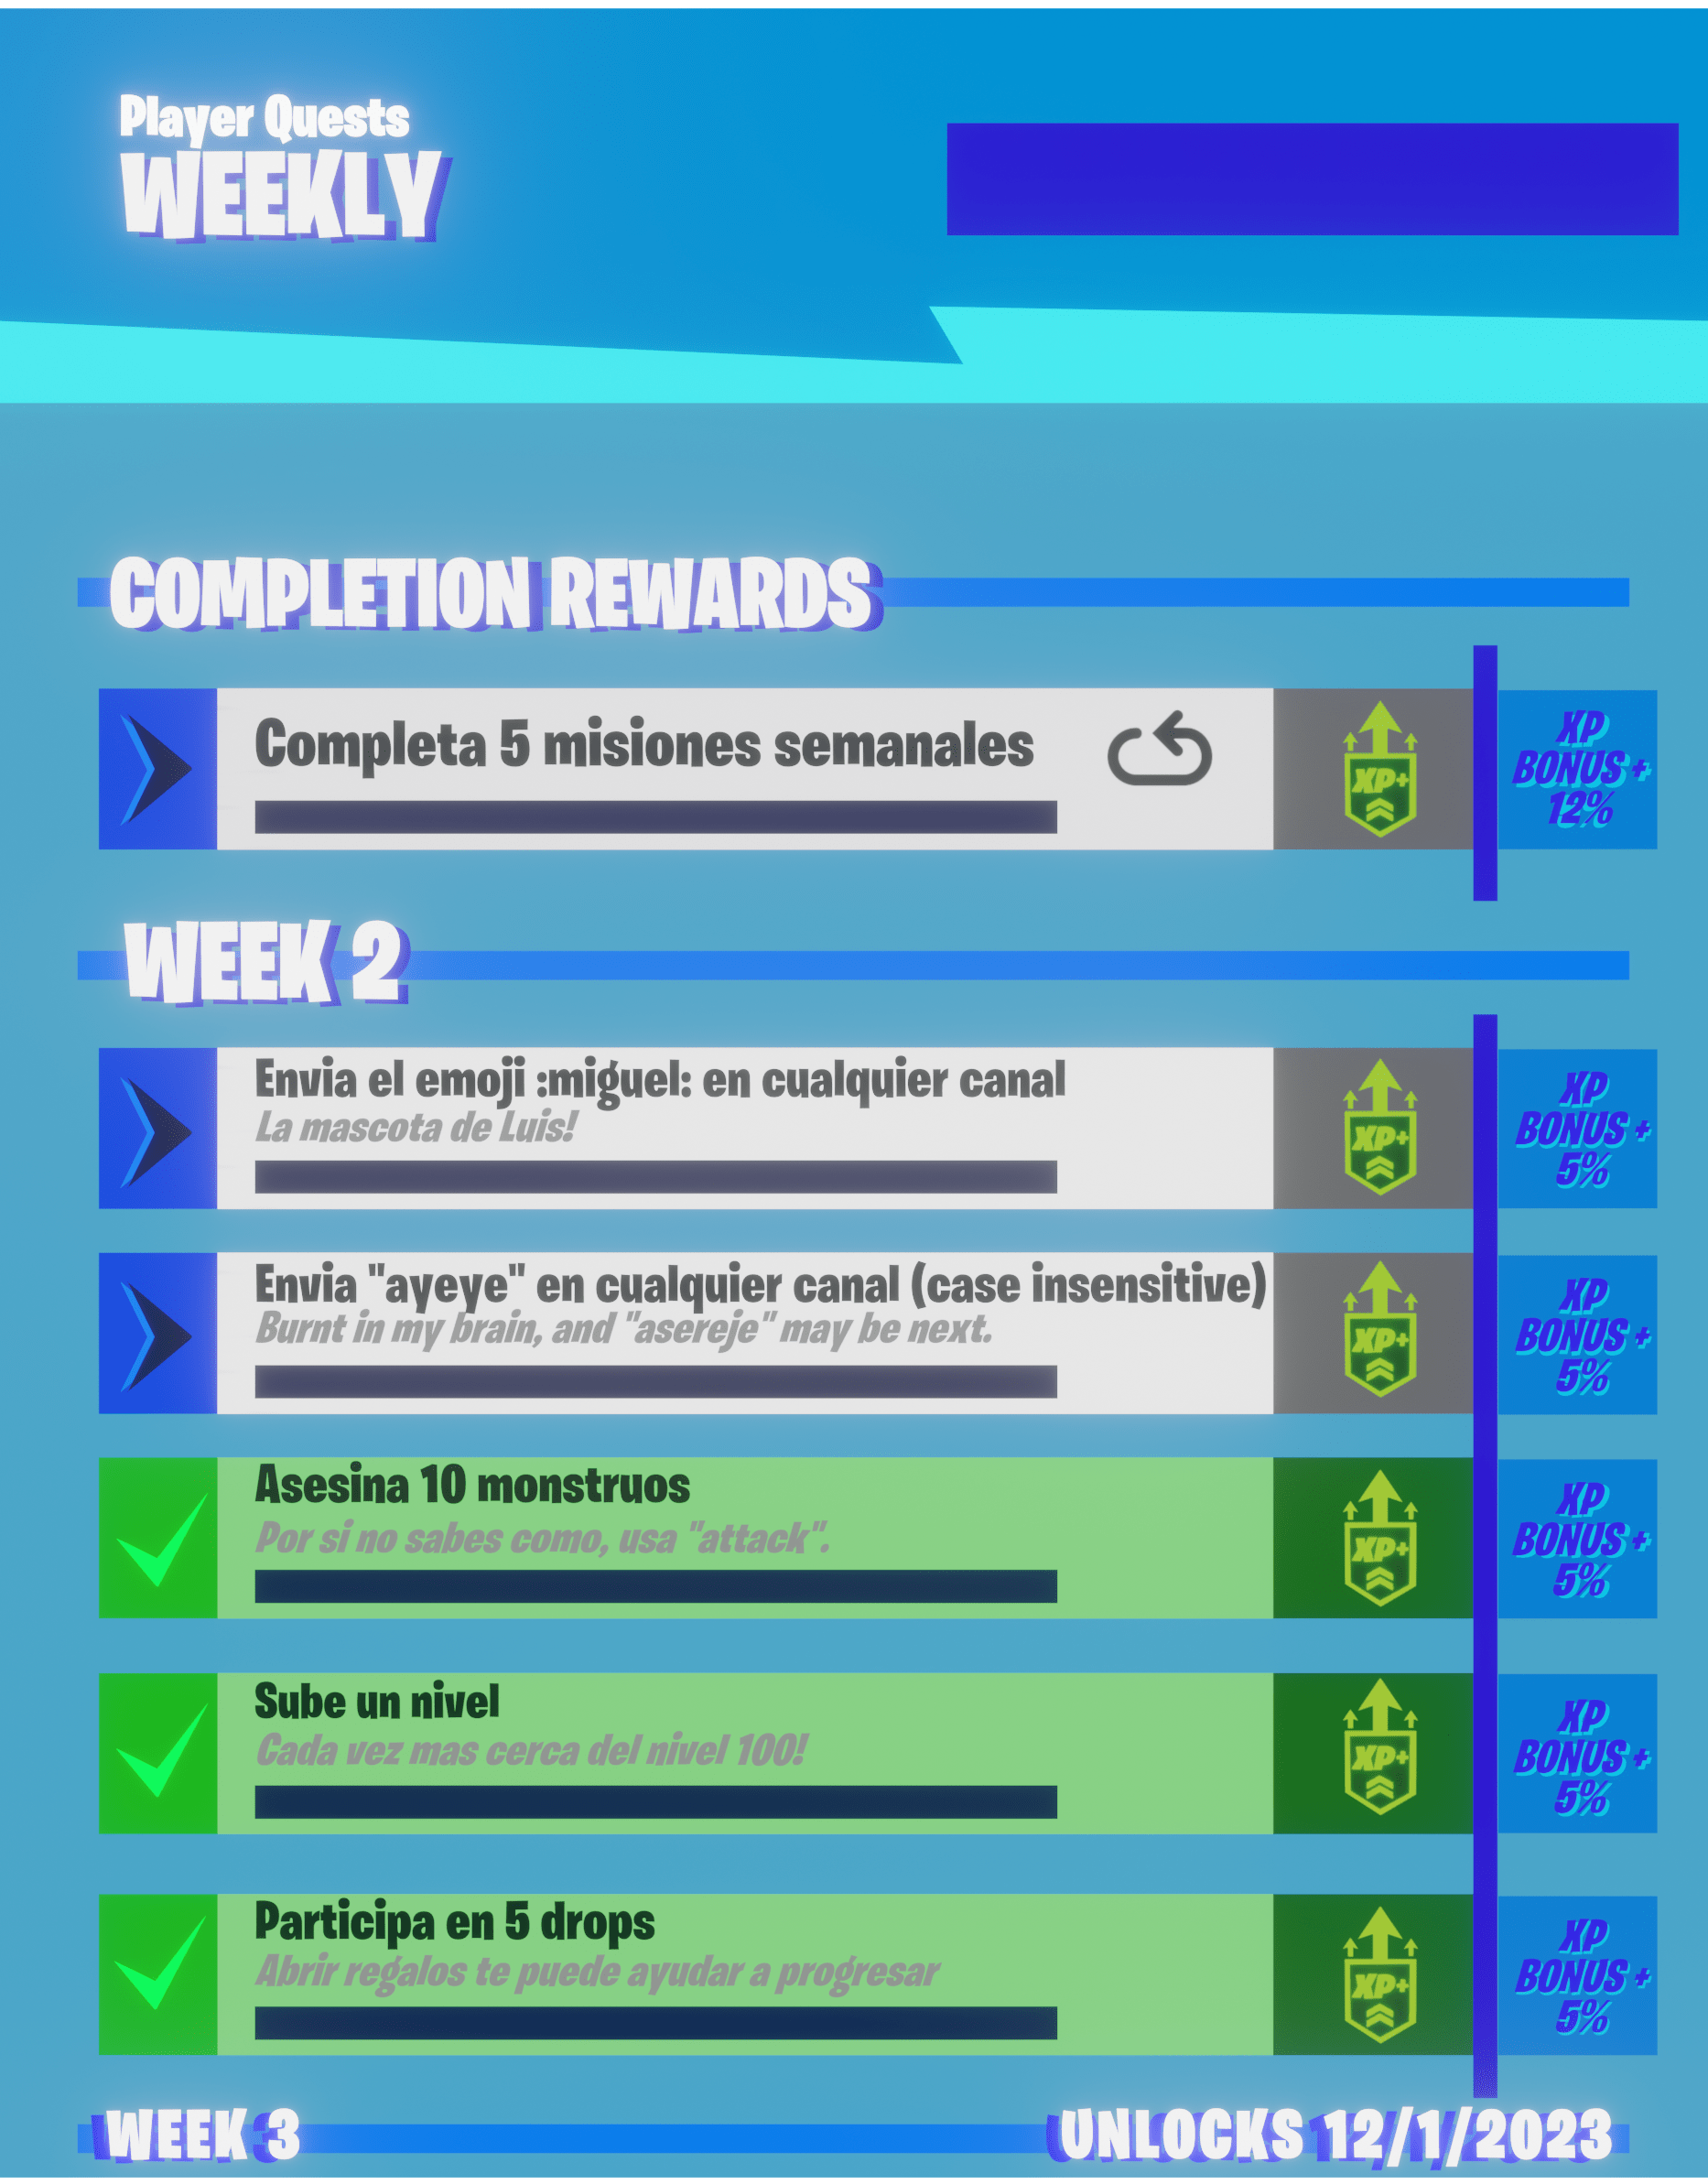 Player Quests
WEEKLY
COMPLETION REWARDS
Completa 5 misiones semanales
XP+
XP
BONUS +
12%
WEEK 2
Envia el emoji :miguel: en cualquier canal
La mascota de Luis!
XP+
XP
BONUS +
5%
Envia "ayeye" en cualquier canal (case insensitive)
Burnt in my brain, and "asereje" may be next.
XP+
XP
BONUS +
5%
Asesina 10 monstruos
Por si no sabes como, usa "attack".
XP+
XP
BONUS +
5%
Sube un nivel
Cada vez mas cerca del nivel 100!
XP+
XP
BONUS +
5%
Participa en 5 drops
Abrir regalos te puede ayudar a progresar
XP+
XP
BONUS +
5%
WEEK 3
UNLOCKS 12/1/2023